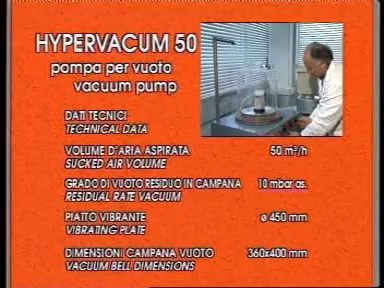 HYPERVACUM 50
pompa per vuoto
vacuum pump
DATI TECNICI
TECHNICAL DATA
VOLUME D'ARIA ASPIRATA 50 m³/h
SUCKED AIR VOLUME
GRADO DI VUOTO RESIDUO IN CAMPANA 10 mbar as.
RESIDUAL RATE VACUUM
PIATTO VIBRANTE ø 450 mm
VIBRATING PLATE
DIMENSIONI CAMPANA VUOTO 360x400 mm
VACUUM BELL DIMENSIONS